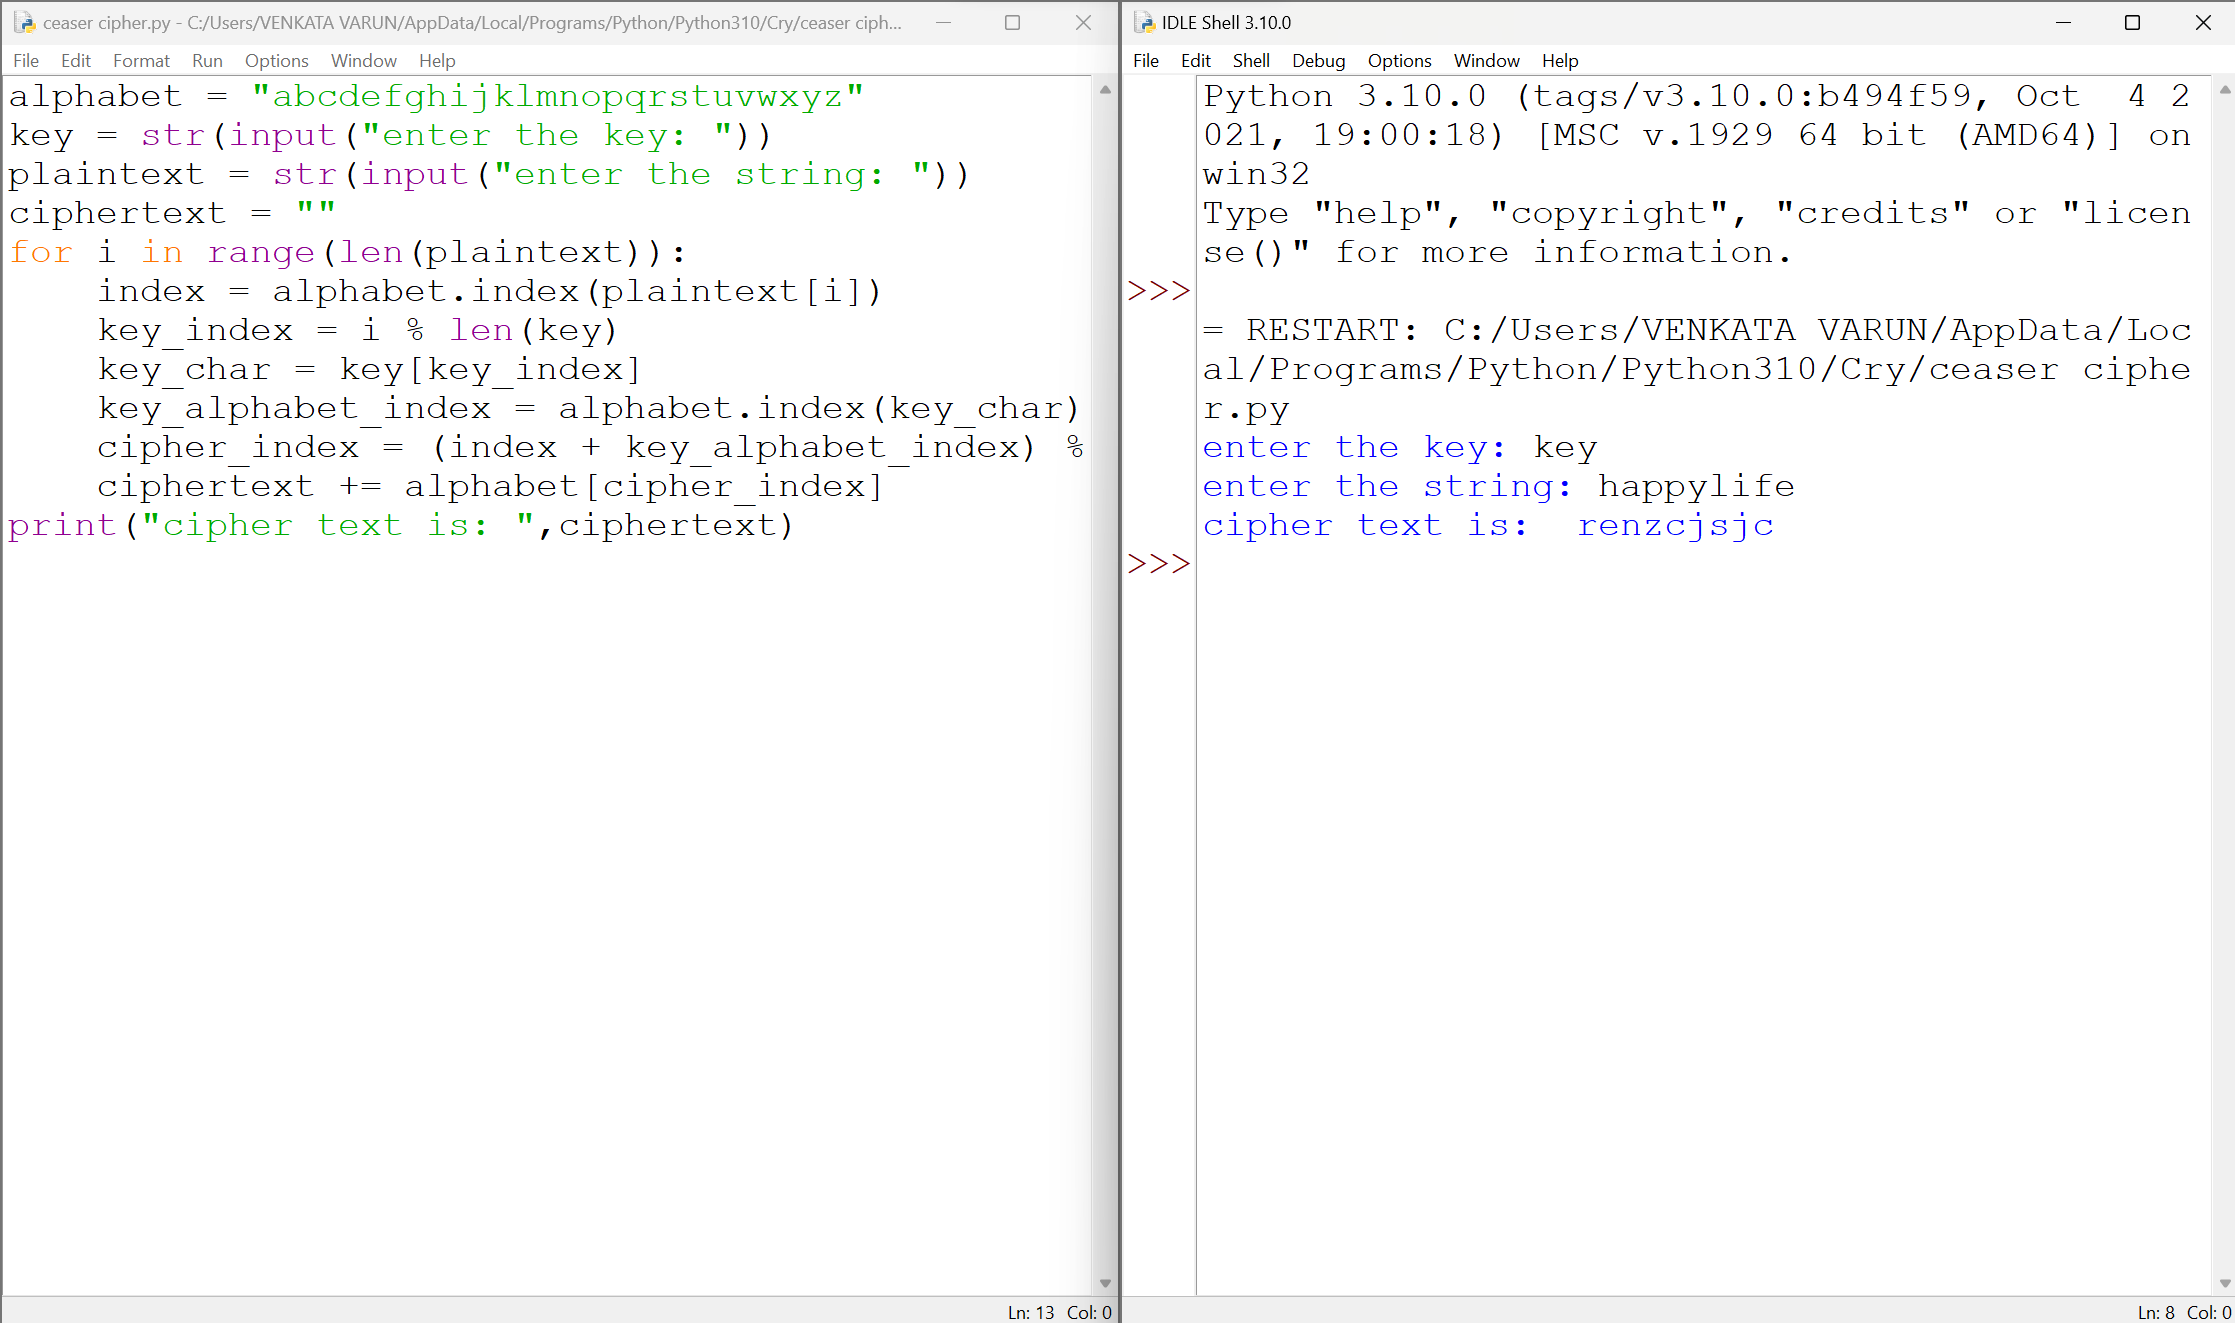 ceaser cipher.py - C:/Users/VENKATA VARUN/AppData/Local/Programs/Python/Python310/Cry/ceaser ciph...
File Edit Format Run Options Window Help
alphabet = "abcdefghijklmnopqrstuvwxyz"
key = str(input("enter the key: "))
plaintext = str(input("enter the string: "))
ciphertext = ""
for i in range(len(plaintext)):
    index = alphabet.index(plaintext[i])
    key_index = i % len(key)
    key_char = key[key_index]
    key_alphabet_index = alphabet.index(key_char)
    cipher_index = (index + key_alphabet_index) %
    ciphertext += alphabet[cipher_index]
print("cipher text is: ",ciphertext)
Ln: 13 Col: 0
IDLE Shell 3.10.0
File Edit Shell Debug Options Window Help
Python 3.10.0 (tags/v3.10.0:b494f59, Oct  4 2
021, 19:00:18) [MSC v.1929 64 bit (AMD64)] on
win32
Type "help", "copyright", "credits" or "licen
se()" for more information.
>>>
= RESTART: C:/Users/VENKATA VARUN/AppData/Loc
al/Programs/Python/Python310/Cry/ceaser ciphe
r.py
enter the key: key
enter the string: happylife
cipher text is:  renzcjsjc
>>>
Ln: 8 Col: 0